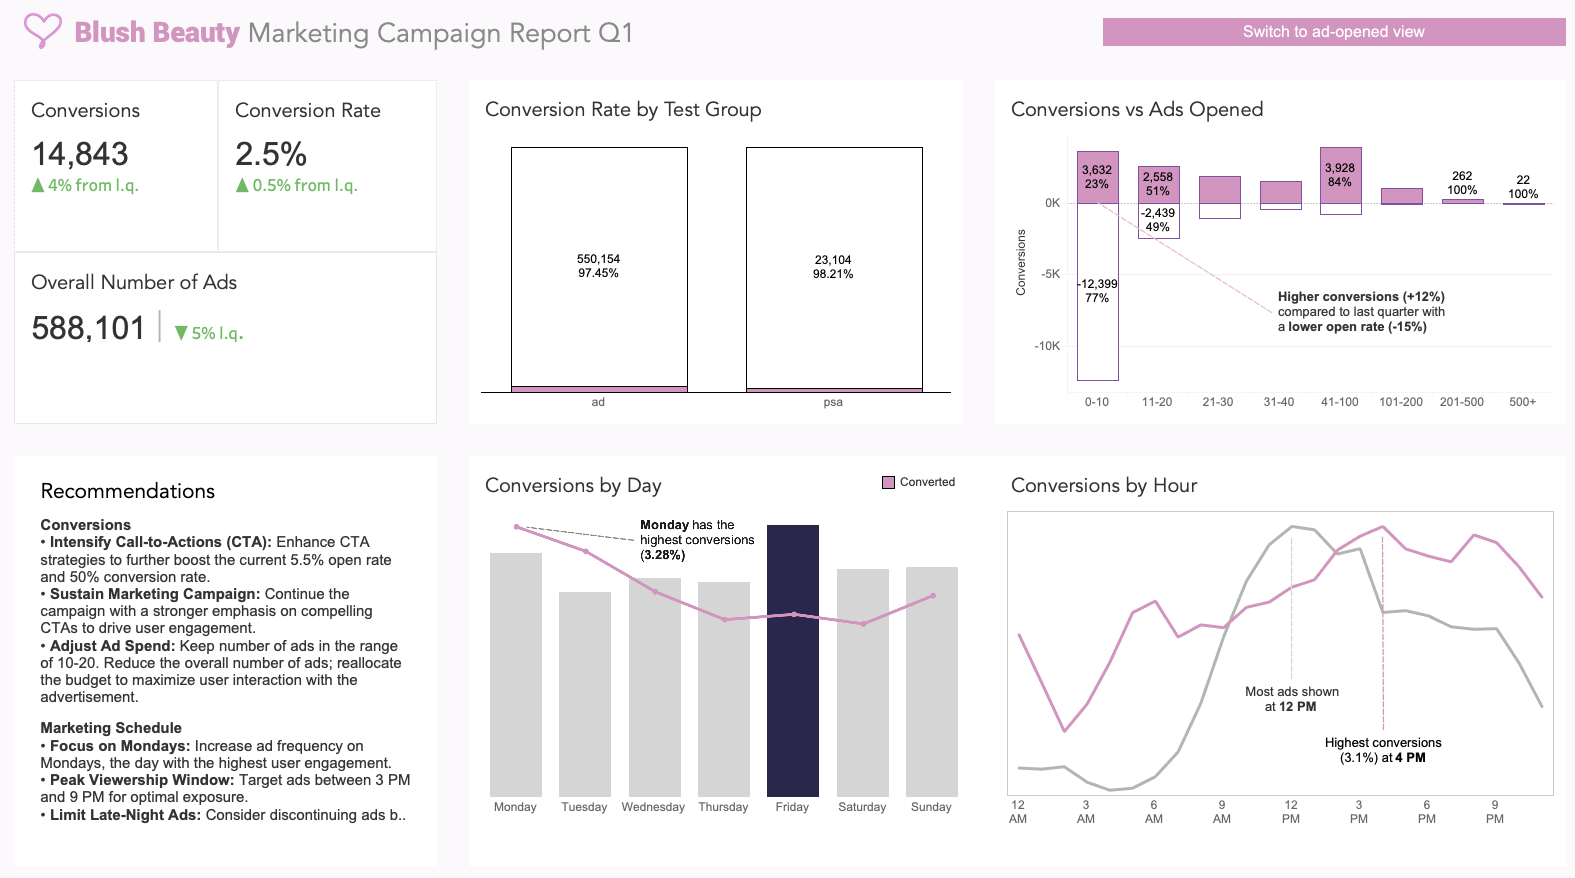 Blush Beauty Marketing Campaign Report Q1
Switch to ad-opened view
Conversions
14,843
▲ 4% from l.q.
Conversion Rate
2.5%
▲ 0.5% from l.q.
Overall Number of Ads
588,101 | ▼ 5% l.q.
Conversion Rate by Test Group
550,154
97.45%
23,104
98.21%
ad
psa
Conversions vs Ads Opened
Conversions
0K
-5K
-10K
3,632
23%
-12,399
77%
2,558
51%
-2,439
49%
3,928
84%
262
100%
22
100%
Higher conversions (+12%)
compared to last quarter with
a lower open rate (-15%)
0-10
11-20
21-30
31-40
41-100
101-200
201-500
500+
Recommendations
Conversions
• Intensify Call-to-Actions (CTA): Enhance CTA
strategies to further boost the current 5.5% open rate
and 50% conversion rate.
• Sustain Marketing Campaign: Continue the
campaign with a stronger emphasis on compelling
CTAs to drive user engagement.
• Adjust Ad Spend: Keep number of ads in the range
of 10-20. Reduce the overall number of ads; reallocate
the budget to maximize user interaction with the
advertisement.
Marketing Schedule
• Focus on Mondays: Increase ad frequency on
Mondays, the day with the highest user engagement.
• Peak Viewership Window: Target ads between 3 PM
and 9 PM for optimal exposure.
• Limit Late-Night Ads: Consider discontinuing ads b..
Conversions by Day
Converted
Monday has the
highest conversions
(3.28%)
Monday
Tuesday
Wednesday
Thursday
Friday
Saturday
Sunday
Conversions by Hour
Most ads shown
at 12 PM
Highest conversions
(3.1%) at 4 PM
12
AM
3
AM
6
AM
9
AM
12
PM
3
PM
6
PM
9
PM